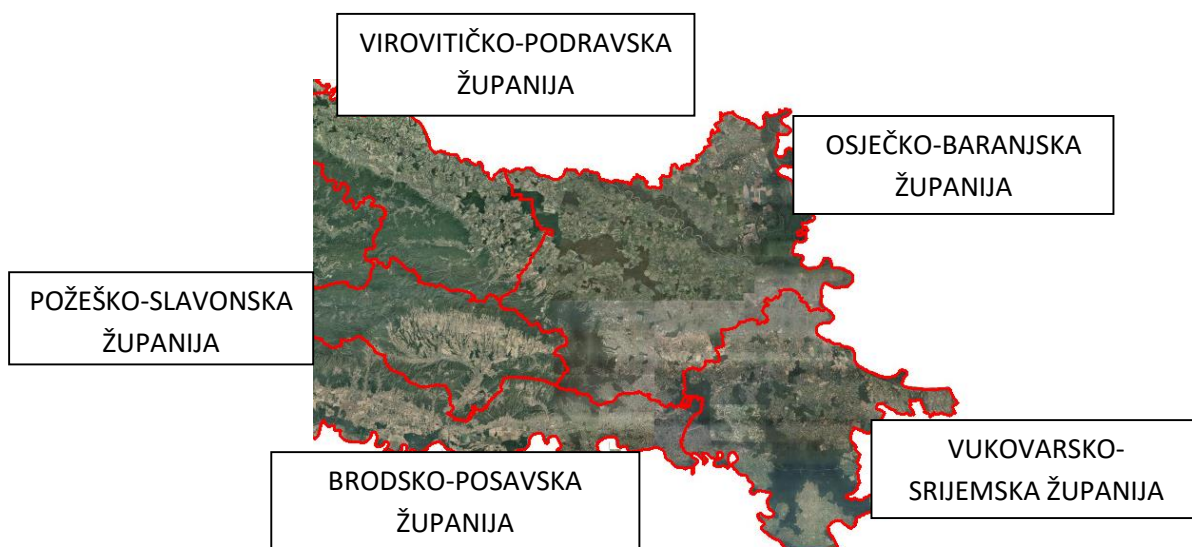 VIROVITIČKO-PODRAVSKA
ŽUPANIJA
OSJEČKO-BARANJSKA
ŽUPANIJA
POŽEŠKO-SLAVONSKA
ŽUPANIJA
VUKOVARSKO-
SRIJEMSKA ŽUPANIJA
BRODSKO-POSAVSKA
ŽUPANIJA